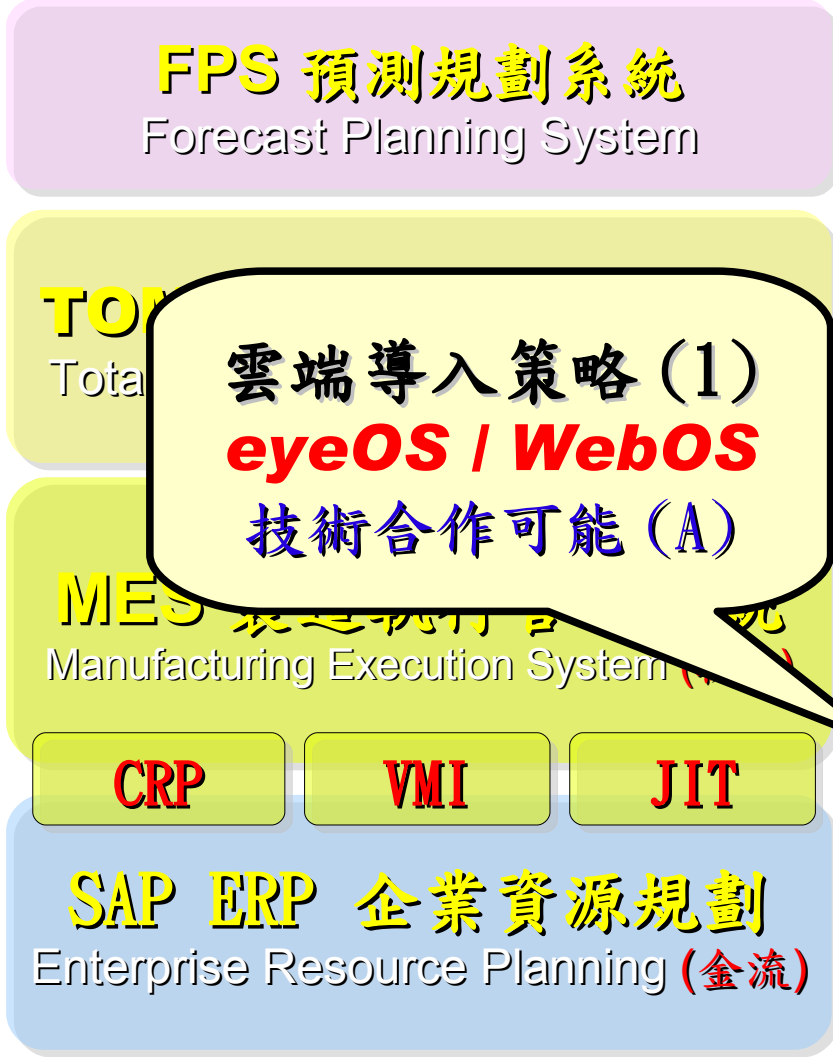 FPS 預測規劃系統
Forecast Planning System
TO
Tota
雲端導入策略(1)
eyeOS / WebOS
技術合作可能(A)
MES
Manufacturing Execution System
CRP
VMI
JIT
SAP ERP 企業資源規劃
Enterprise Resource Planning (金流)